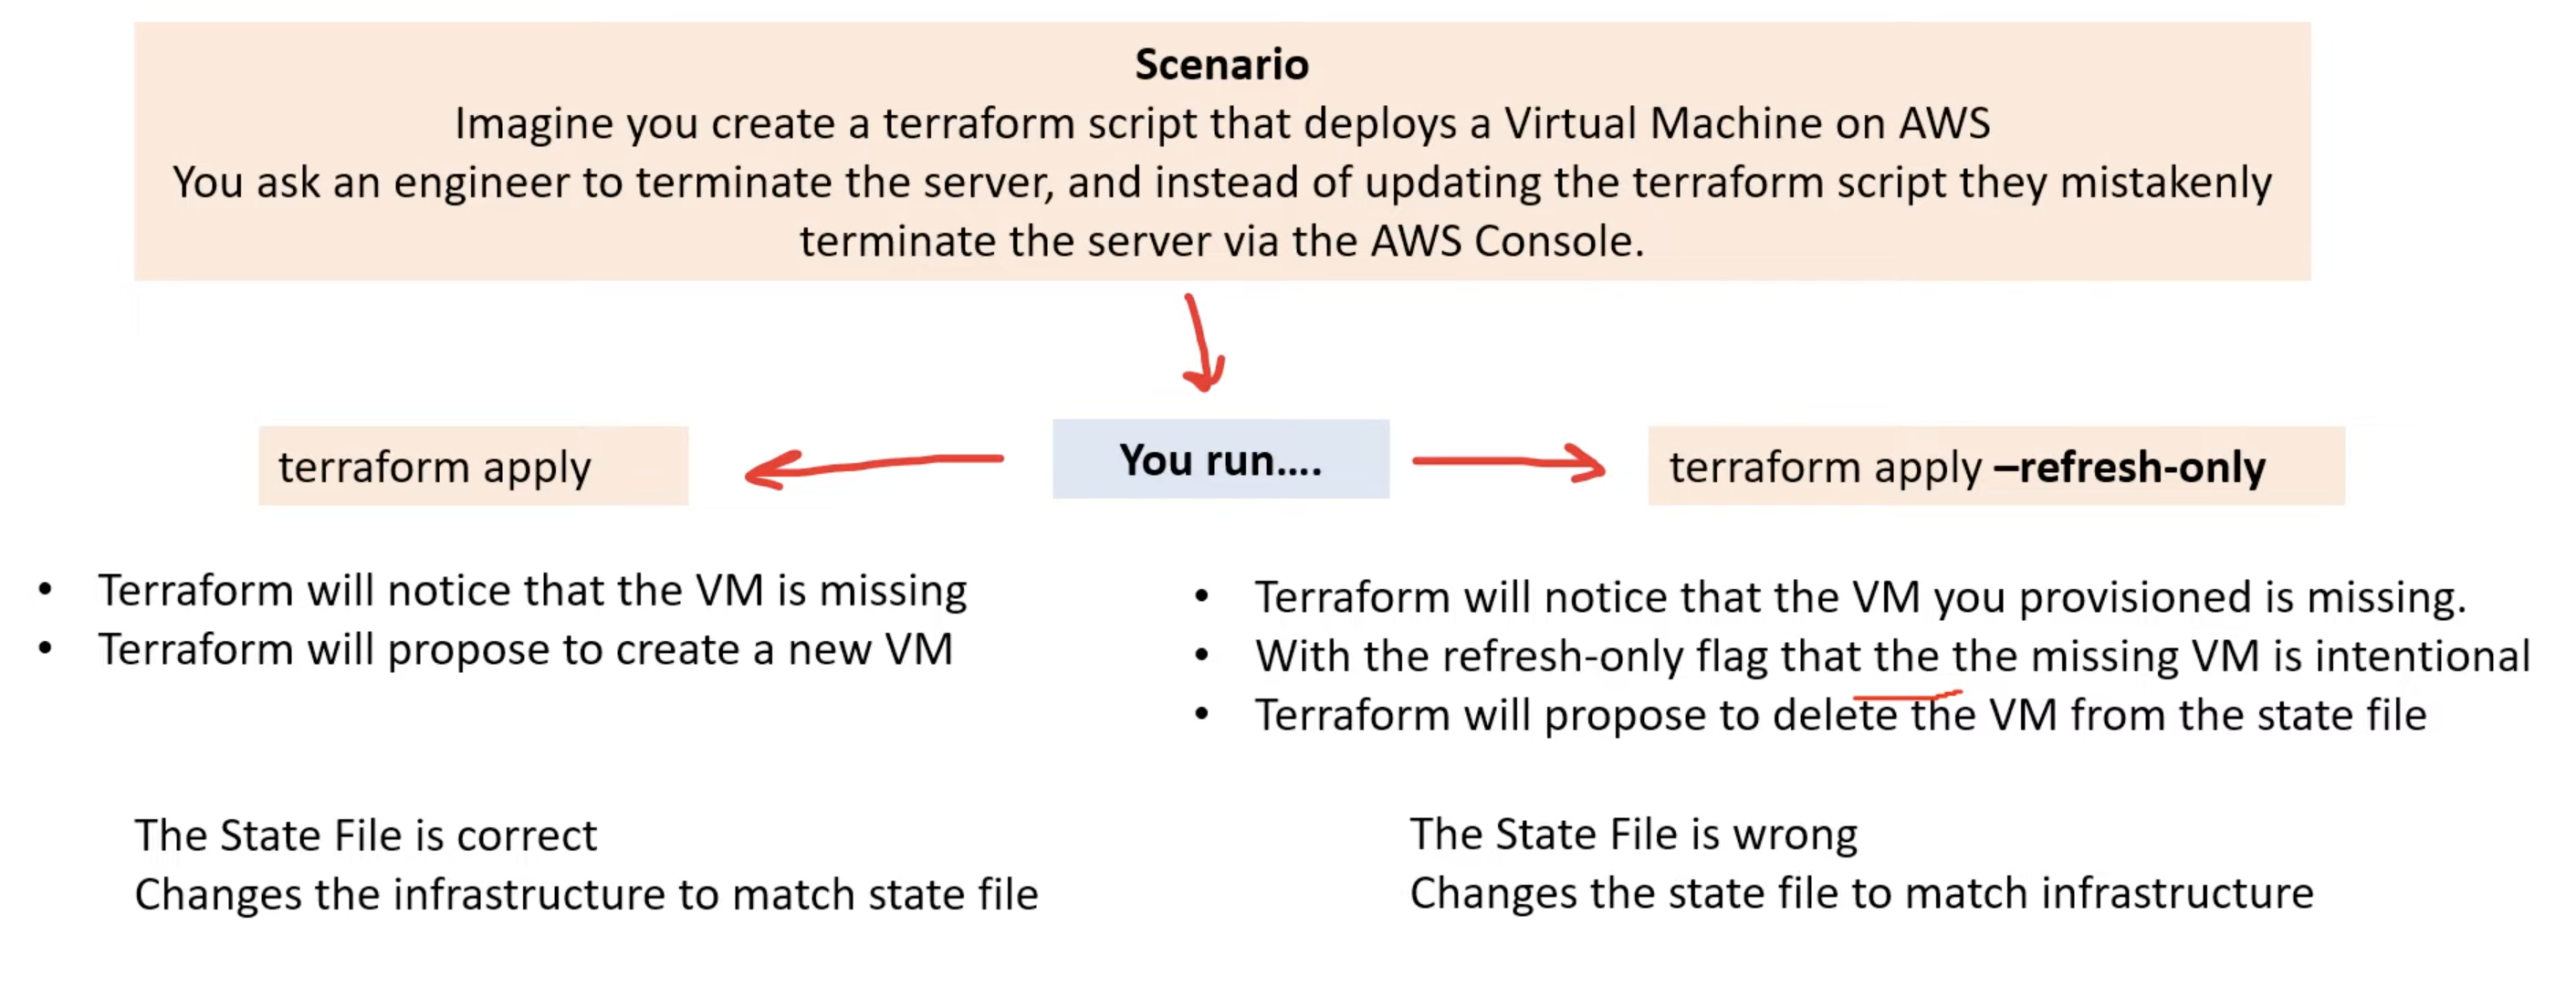 Scenario
Imagine you create a terraform script that deploys a Virtual Machine on AWS
You ask an engineer to terminate the server, and instead of updating the terraform script they mistakenly
terminate the server via the AWS Console.
You run....
terraform apply
• Terraform will notice that the VM is missing
• Terraform will propose to create a new VM
The State File is correct
Changes the infrastructure to match state file
terraform apply –refresh-only
• Terraform will notice that the VM you provisioned is missing.
• With the refresh-only flag that the the missing VM is intentional
• Terraform will propose to delete the VM from the state file
The State File is wrong
Changes the state file to match infrastructure